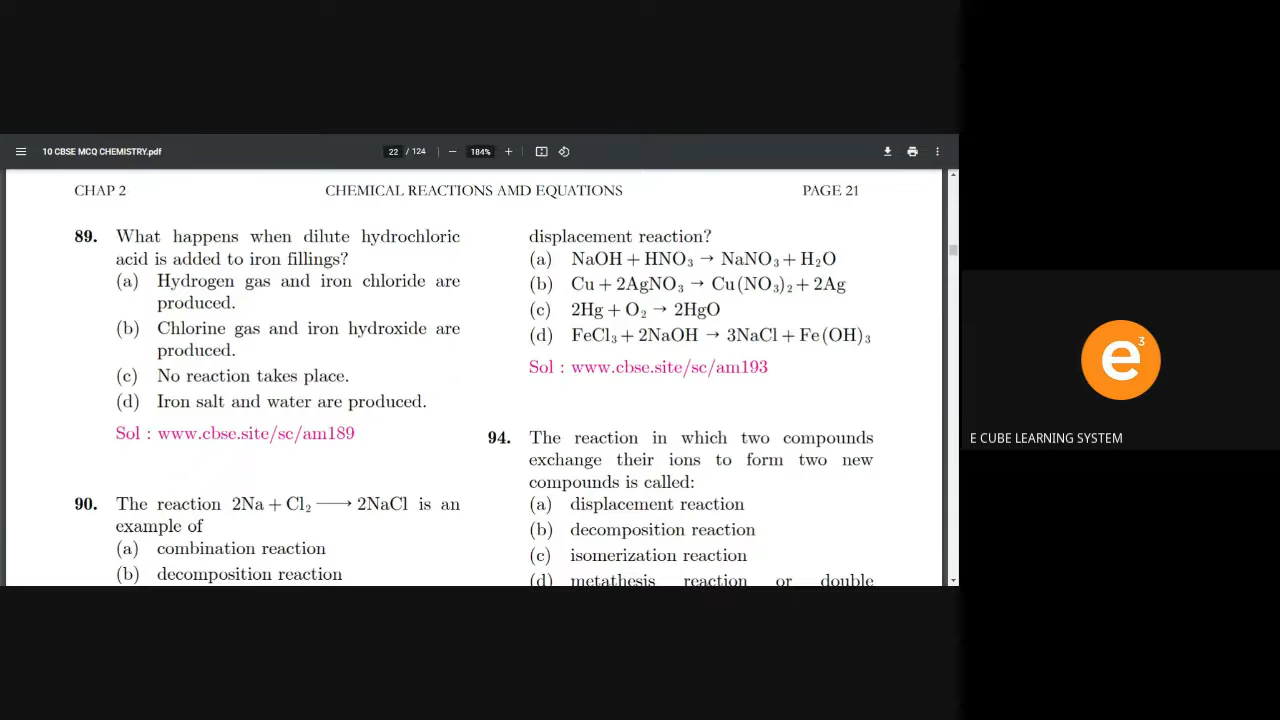 10 CBSE MCQ CHEMISTRY.pdf
22 / 124
184%
CHAP 2
CHEMICAL REACTIONS AMD EQUATIONS
PAGE 21
89. What happens when dilute hydrochloric
acid is added to iron fillings?
(a) Hydrogen gas and iron chloride are
produced.
(b) Chlorine gas and iron hydroxide are
produced.
(c) No reaction takes place.
(d) Iron salt and water are produced.
Sol : www.cbse.site/sc/am189
90. The reaction 2Na + Cl₂ ⟶ 2NaCl is an
example of
(a) combination reaction
(b) decomposition reaction
displacement reaction?
(a) NaOH + HNO₃ → NaNO₃ + H₂O
(b) Cu + 2AgNO₃ → Cu(NO₃)₂ + 2Ag
(c) 2Hg + O₂ → 2HgO
(d) FeCl₃ + 2NaOH → 3NaCl + Fe(OH)₃
Sol : www.cbse.site/sc/am193
94. The reaction in which two compounds
exchange their ions to form two new
compounds is called:
(a) displacement reaction
(b) decomposition reaction
(c) isomerization reaction
(d) metathesis reaction or double
e³
E CUBE LEARNING SYSTEM